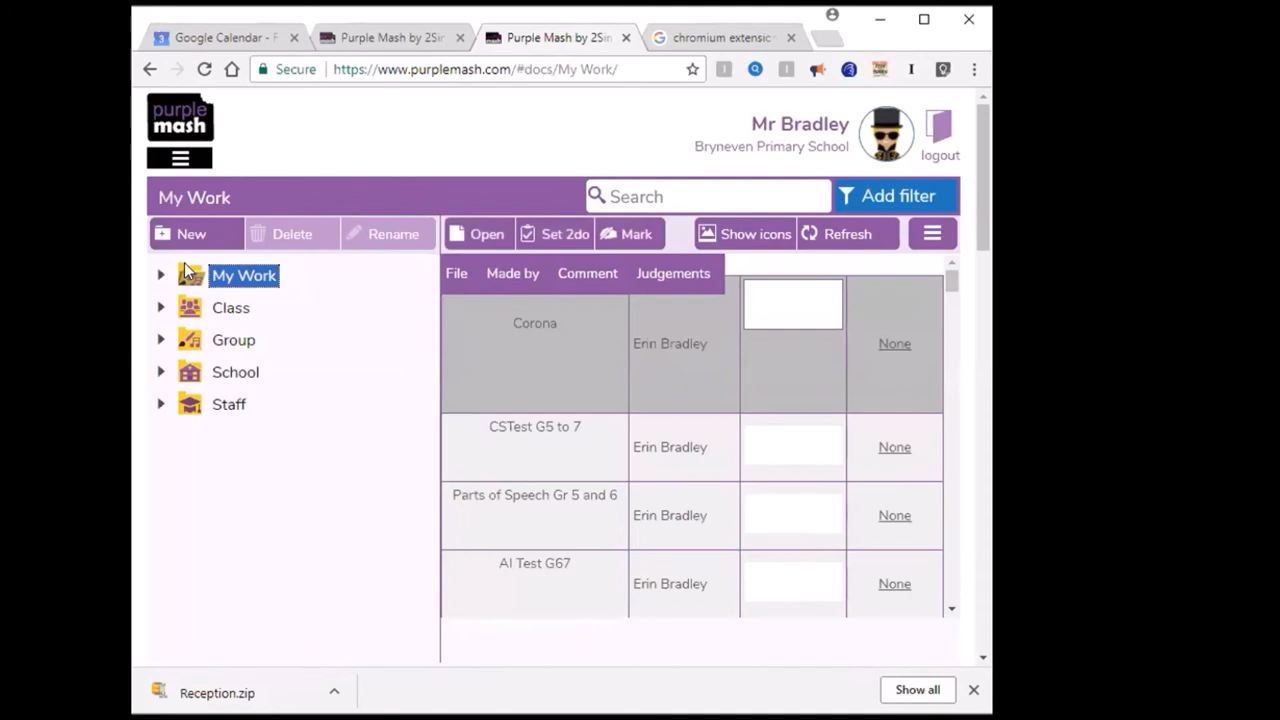 Google Calendar - F
Purple Mash by 2Sin
Purple Mash by 2Sin
chromium extensic
Secure
https://www.purplemash.com/#docs/My Work/
purple
mash
Mr Bradley
Bryneven Primary School
logout
My Work
Search
Add filter
New
Delete
Rename
Open
Set 2do
Mark
Show icons
Refresh
My Work
Class
Group
School
Staff
File
Made by
Comment
Judgements
Corona
Erin Bradley
None
CSTest G5 to 7
Erin Bradley
None
Parts of Speech Gr 5 and 6
Erin Bradley
None
AI Test G67
Erin Bradley
None
Reception.zip
Show all